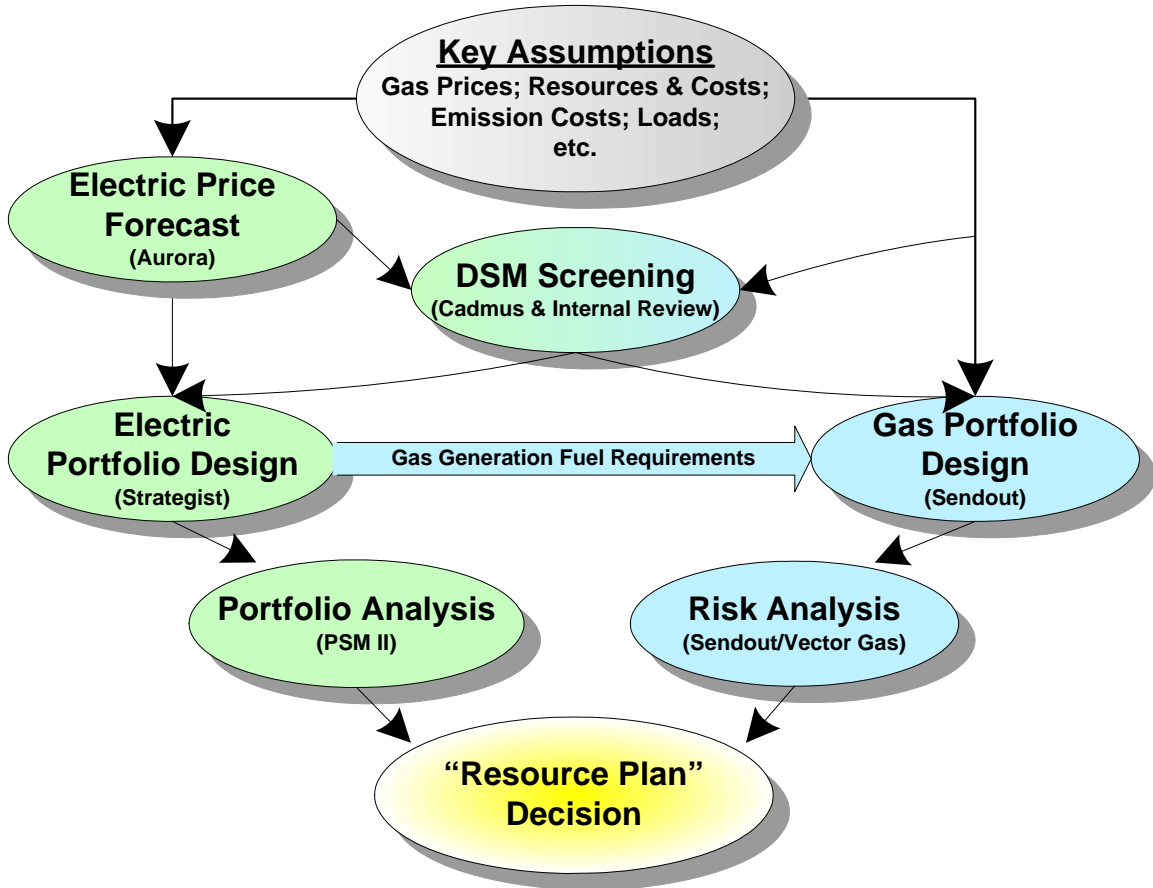 Key Assumptions
Gas Prices; Resources & Costs;
Emission Costs; Loads;
etc.
Electric Price
Forecast
(Aurora)
DSM Screening
(Cadmus & Internal Review)
Electric
Portfolio Design
(Strategist)
Gas Generation Fuel Requirements
Gas Portfolio
Design
(Sendout)
Portfolio Analysis
(PSM II)
Risk Analysis
(Sendout/Vector Gas)
“Resource Plan”
Decision